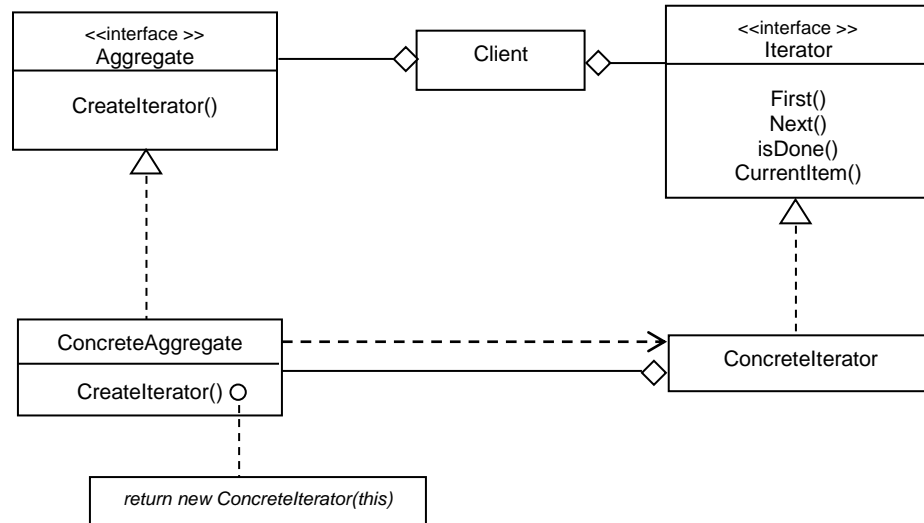 <<interface >>
Aggregate
CreateIterator()
Client
<<interface >>
Iterator
First()
Next()
isDone()
CurrentItem()
ConcreteAggregate
CreateIterator()
ConcreteIterator
return new ConcreteIterator(this)